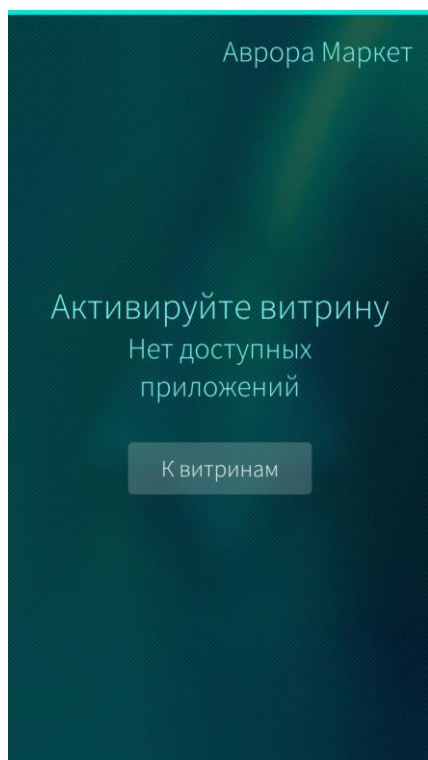 Аврора Маркет
Активируйте витрину
Нет доступных
приложений
К витринам